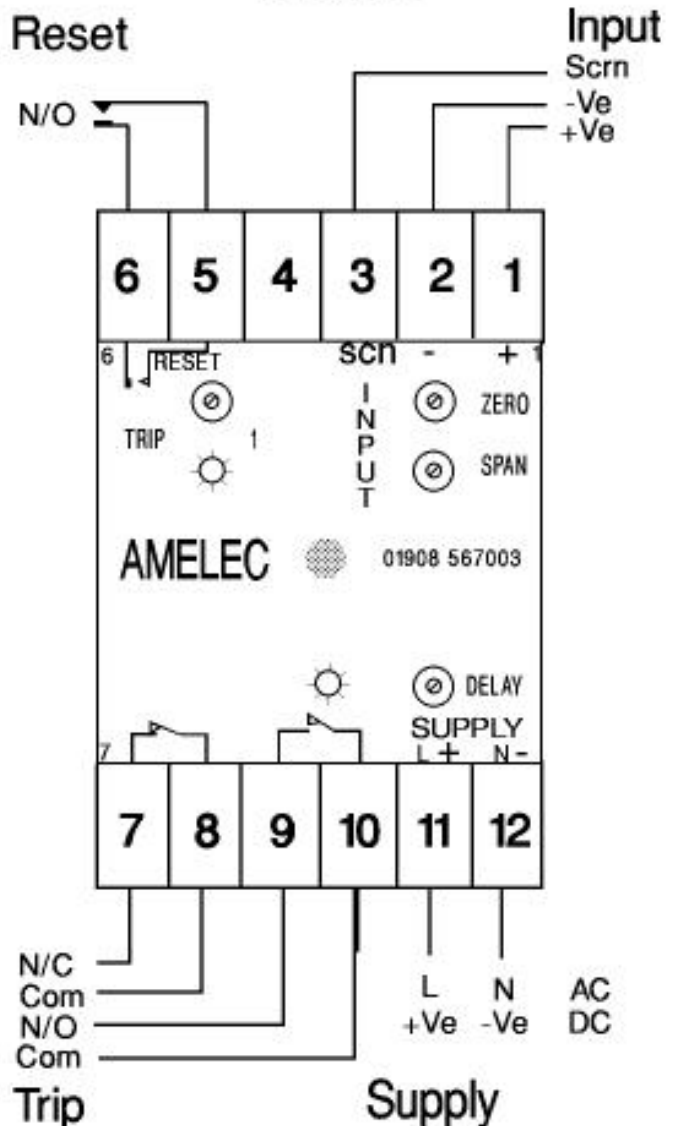 Reset Input
Scrn
N/O -Ve
+Ve
6 5 4 3 2 1
6 RESET scn - + 1
INPUT
ZERO
TRIP 1
SPAN
AMELEC 01908 567003
DELAY
SUPPLY
7 L + N -
7 8 9 10 11 12
N/C
Com L N AC
N/O +Ve -Ve DC
Com
Trip Supply